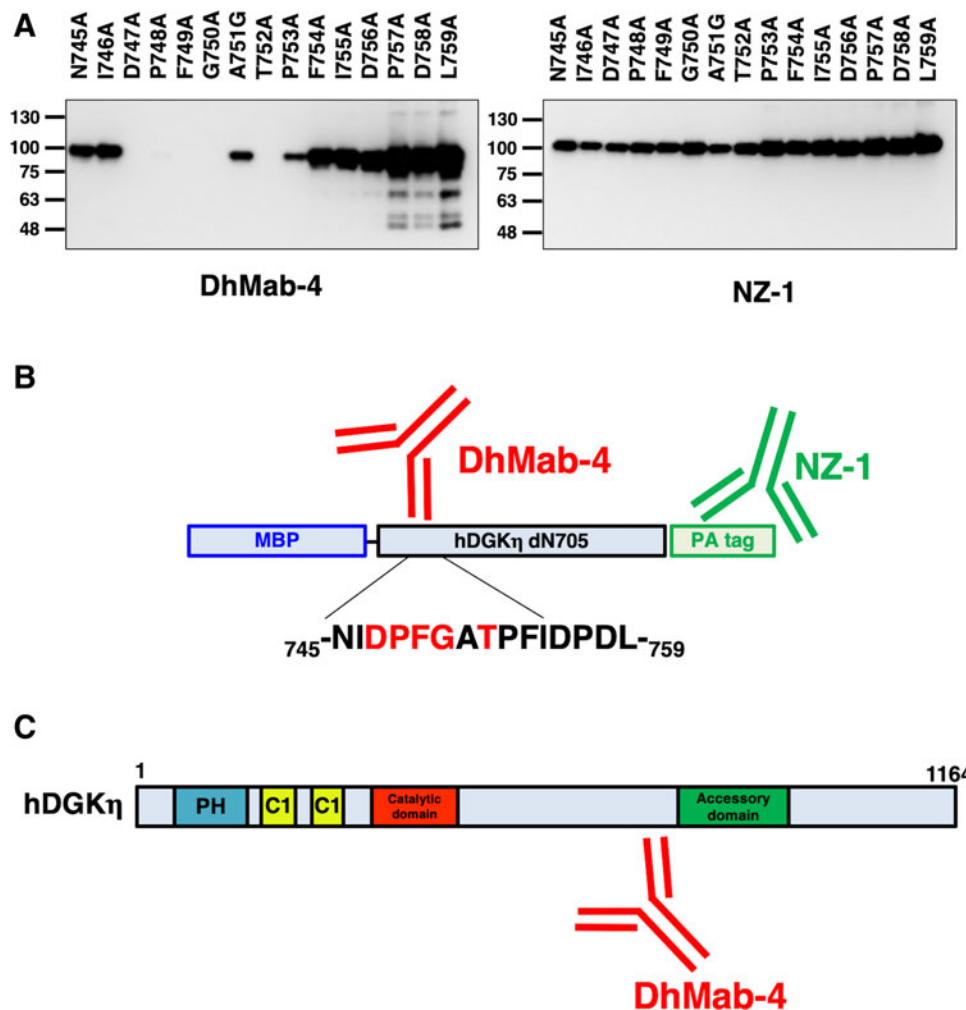 A
N745A I746A D747A P748A F749A G750A A751G T752A P753A F754A I755A D756A P757A D758A L759A
N745A I746A D747A P748A F749A G750A A751G T752A P753A F754A I755A D756A P757A D758A L759A
130
100
75
63
48
130
100
75
63
48
DhMab-4
NZ-1
B
DhMab-4
NZ-1
MBP
hDGKη dN705
PA tag
745-NIDPFGATPFIDPDL-759
C
1
1164
hDGKη
PH
C1
C1
Catalytic
domain
Accessory
domain
DhMab-4